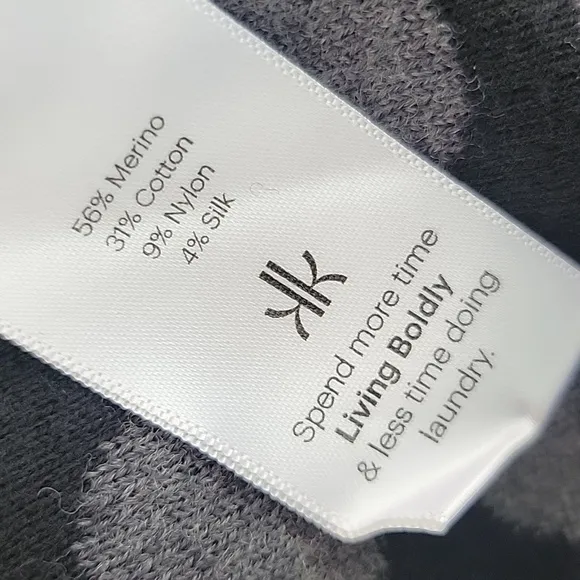 56% Merino
31% Cotton
9% Nylon
4% Silk
Spend more time
Living Boldly
& less time doing
laundry.